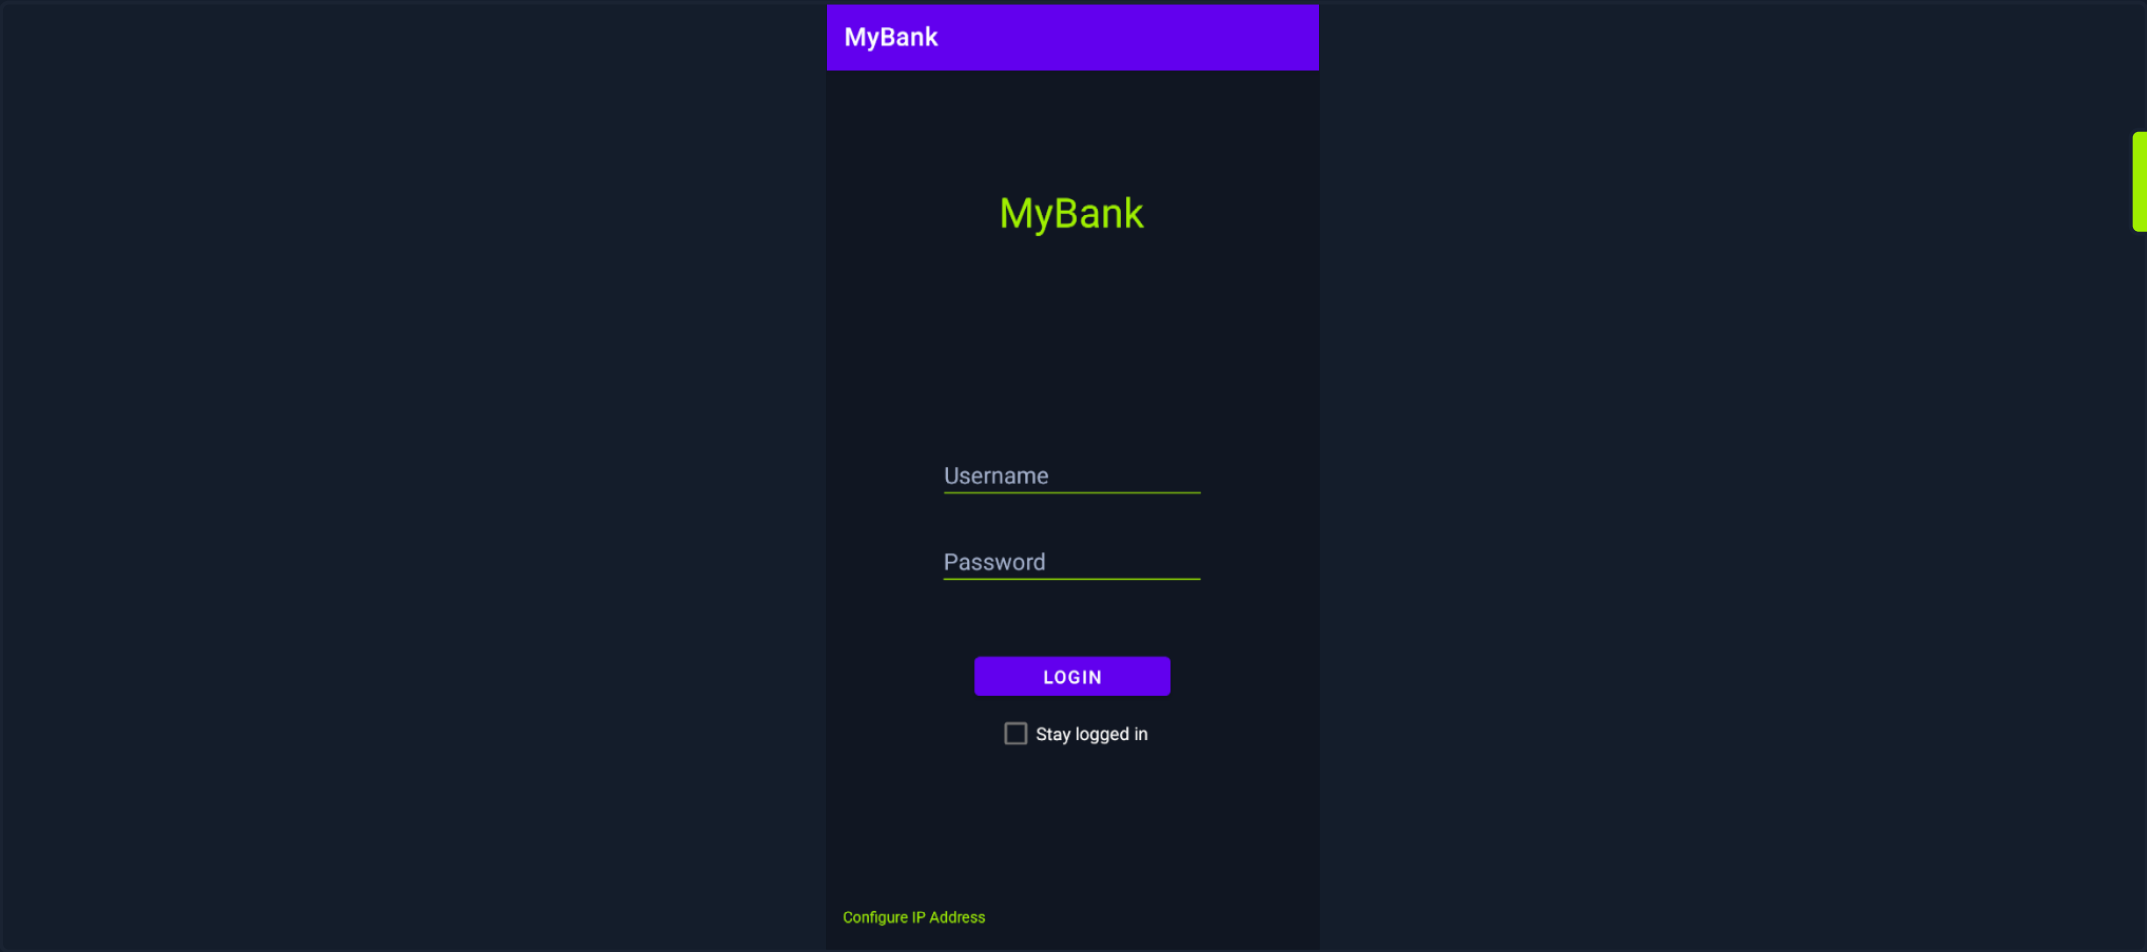 MyBank
MyBank
Username
Password
LOGIN
Stay logged in
Configure IP Address